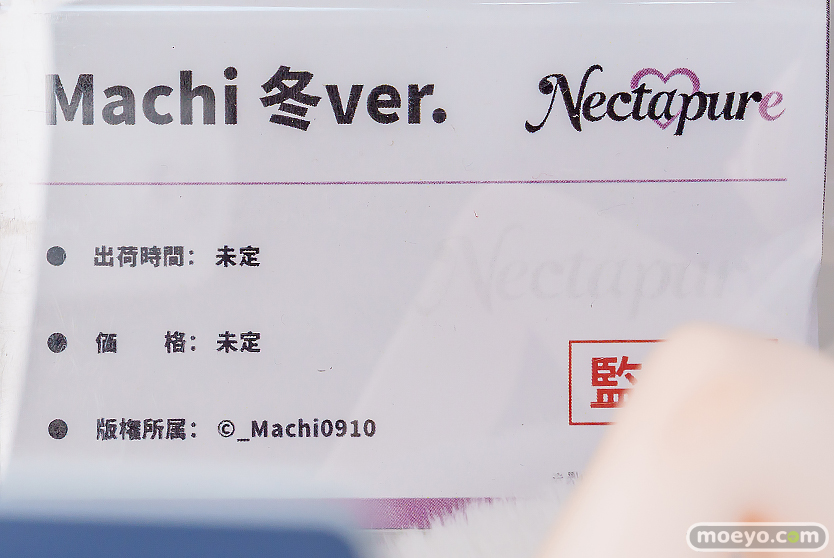 Machi 冬ver.
Nectapure
● 出荷時間： 未定
● 価　格： 未定
● 版権所属： ©_Machi0910
監
moeyo.com